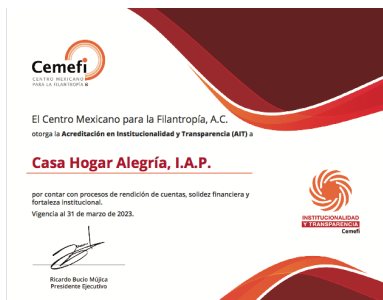 Cemefi
CENTRO MEXICANO
PARA LA FILANTROPÍA
El Centro Mexicano para la Filantropía, A.C.
otorga la Acreditación en Institucionalidad y Transparencia (AIT) a
Casa Hogar Alegría, I.A.P.
por contar con procesos de rendición de cuentas, solidez financiera y
fortaleza institucional.
Vigencia al 31 de marzo de 2023.
INSTITUCIONALIDAD
Y TRANSPARENCIA
Cemefi
Ricardo Bucio Mújica
Presidente Ejecutivo